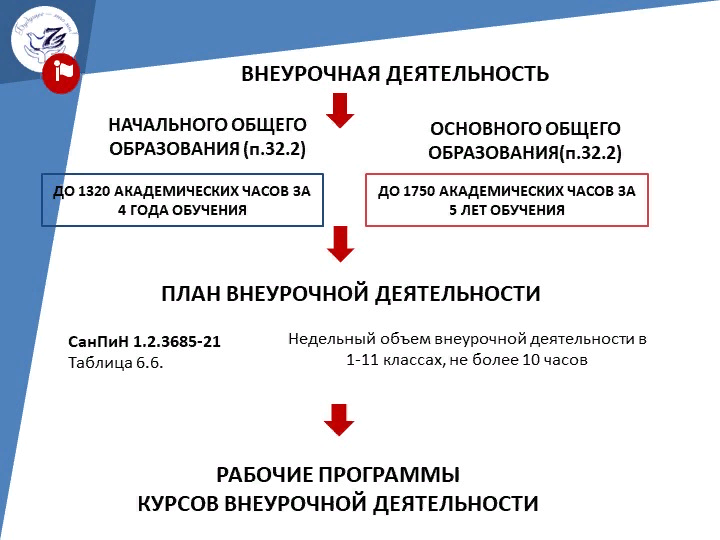 ВНЕУРОЧНАЯ ДЕЯТЕЛЬНОСТЬ
НАЧАЛЬНОГО ОБЩЕГО
ОБРАЗОВАНИЯ (п.32.2)
ДО 1320 АКАДЕМИЧЕСКИХ ЧАСОВ ЗА
4 ГОДА ОБУЧЕНИЯ
ОСНОВНОГО ОБЩЕГО
ОБРАЗОВАНИЯ(п.32.2)
ДО 1750 АКАДЕМИЧЕСКИХ ЧАСОВ ЗА
5 ЛЕТ ОБУЧЕНИЯ
ПЛАН ВНЕУРОЧНОЙ ДЕЯТЕЛЬНОСТИ
СанПиН 1.2.3685-21
Таблица 6.6.
Недельный объем внеурочной деятельности в
1-11 классах, не более 10 часов
РАБОЧИЕ ПРОГРАММЫ
КУРСОВ ВНЕУРОЧНОЙ ДЕЯТЕЛЬНОСТИ